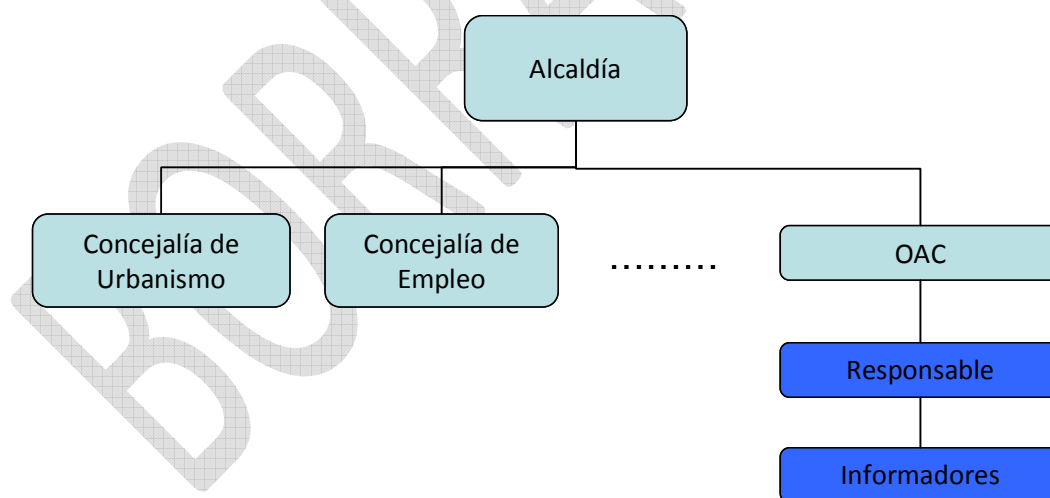 Alcaldía
Concejalía de
Urbanismo
Concejalía de
Empleo
.........
OAC
Responsable
Informadores